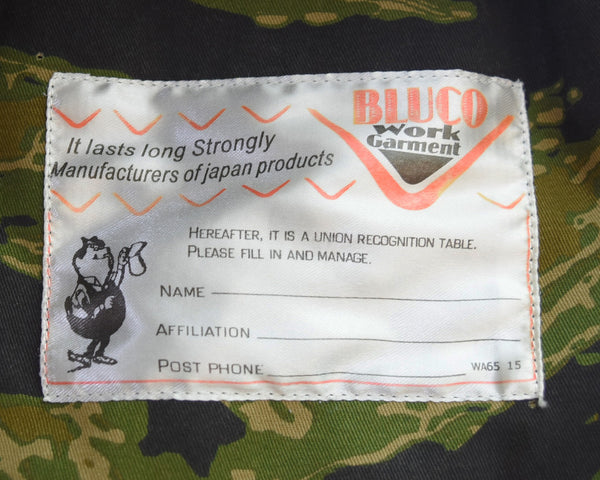 BLUCO
Work
Garment
It lasts long Strongly
Manufacturers of japan products
HEREAFTER, IT IS A UNION RECOGNITION TABLE.
PLEASE FILL IN AND MANAGE.
NAME
AFFILIATION
POST PHONE
WA65 15